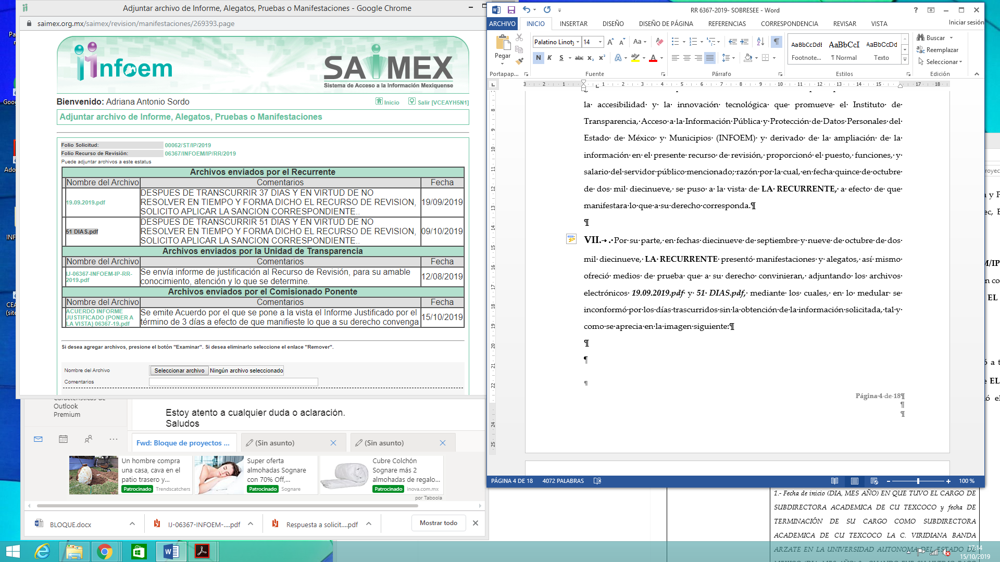 Adjuntar archivo de Informe, Alegatos, Pruebas o Manifestaciones - Google Chrome
saimex.org.mx/saimex/revision/manifestaciones/269393.page
infoem
SAIMEX
Sistema de Acceso a la Información Mexiquense
Bienvenido: Adriana Antonio Sordo
Inicio
Salir [VCEAYH5N1]
Adjuntar archivo de Informe, Alegatos, Pruebas o Manifestaciones
Folio Solicitud: 00062/ST/IP/2019
Folio Recurso de Revisión: 06367/INFOEM/IP/RR/2019
Puede adjuntar archivos a este estatus
Archivos enviados por el Recurrente
Nombre del Archivo Comentarios Fecha
19.09.2019.pdf
DESPUES DE TRANSCURRIR 37 DIAS Y EN VIRTUD DE NO
RESOLVER EN TIEMPO Y FORMA DICHO EL RECURSO DE REVISION,
SOLICITO APLICAR LA SANCION CORRESPONDIENTE..
19/09/2019
51 DIAS.pdf
DESPUES DE TRANSCURRIR 51 DIAS Y EN VIRTUD DE NO
RESOLVER EN TIEMPO Y FORMA DICHO EL RECURSO DE REVISION,
SOLICITO APLICAR LA SANCION CORRESPONDIENTE..
09/10/2019
Archivos enviados por la Unidad de Transparencia
Nombre del Archivo Comentarios Fecha
IJ-06367-INFOEM-IP-RR-
2019.pdf
Se envía informe de justificación al Recurso de Revisión, para su amable
conocimiento, atención y lo que se determine.
12/08/2019
Archivos enviados por el Comisionado Ponente
Nombre del Archivo Comentarios Fecha
ACUERDO INFORME
JUSTIFICADO (PONER A
LA VISTA) 06367-19.pdf
Se emite Acuerdo por el que se pone a la vista el Informe Justificado por el
término de 3 días a efecto de que manifieste lo que a su derecho convenga
15/10/2019
Si desea agregar archivos, presione el botón "Examinar". Si desea eliminarlo seleccione el enlace "Remover".
Nombre del Archivo
Seleccionar archivo Ningún archivo seleccionado
Comentarios
Outlook
Premium
Estoy atento a cualquier duda o aclaración.
Saludos
Fwd: Bloque de proyectos ...
(Sin asunto)
(Sin asunto)
Un hombre compra
una casa, cava en el
patio trasero y...
Patrocinado Trendscatchers
Super oferta
almohadas Sognare
con 70% Off,...
Patrocinado Sognare
Cubre Colchón
Sognare más 2
almohadas de regalo...
Patrocinado inova.com.mx
por Taboola
BLOQUE.docx
IJ-06367-INFOEM-....pdf
Respuesta a solicit....pdf
Mostrar todo
RR 6367-2019- SOBRESEE - Word
ARCHIVO INICIO INSERTAR DISEÑO DISEÑO DE PÁGINA REFERENCIAS CORRESPONDENCIA REVISAR VISTA Iniciar sesión
Pegar
Palatino Linoty 14
N K S abc x₂ x²
AaBbCcDdE AaBbCcI AaBbCcDd
Footnote... ¶ Normal Texto
Buscar
Reemplazar
Seleccionar
Portapap... Fuente Párrafo Estilos Edición
la accesibilidad y la innovación tecnológica que promueve el Instituto de
Transparencia, Acceso a la Información Pública y Protección de Datos Personales del
Estado de México y Municipios (INFOEM) y derivado de la ampliación de la
información en el presente recurso de revisión, proporcionó el puesto, funciones, y
salario del servidor público mencionado; razón por la cual, en fecha quince de octubre
de dos mil diecinueve, se puso a la vista de LA RECURRENTE, a efecto de que
manifestara lo que a su derecho corresponda.¶
¶
VII.→. Por su parte, en fechas diecinueve de septiembre y nueve de octubre de dos
mil diecinueve, LA RECURRENTE presentó manifestaciones y alegatos, así mismo
ofreció medios de prueba que a su derecho convinieran, adjuntando los archivos
electrónicos 19.09.2019.pdf y 51 DIAS.pdf, mediante los cuales, en lo medular se
inconformó por los días trascurridos sin la obtención de la información solicitada, tal y
como se aprecia en la imagen siguiente:¶
¶
¶
¶
Página 4 de 18¶
¶
¶
PÁGINA 4 DE 18 4072 PALABRAS 100 %
1.- Fecha de inicio (DIA, MES AÑO) EN QUE TUVO EL CARGO DE
SUBDIRECTORA ACADEMICA DE CU TEXCOCO y fecha DE
TERMINACIÓN DE SU CARGO COMO SUBDIRECTORA
ACADEMICA DE CU TEXCOCO LA C. VIRIDIANA BANDA
ARZATE EN LA UNIVERSIDAD AUTONOMA DEL ESTADO DE
17:14
15/10/2019